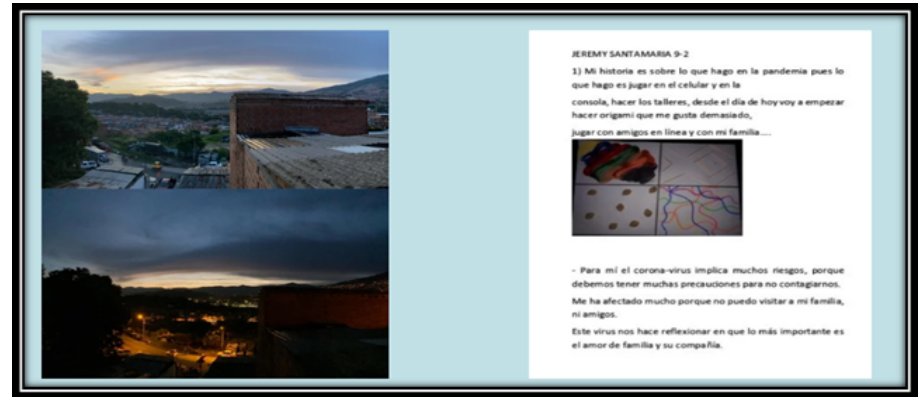 JEREMY SANTAMARIA 9-2
1) Mi historia es sobre lo que hago en la pandemia pues lo
que hago es jugar en el celular y en la
consola, hacer los talleres, desde el día de hoy voy a empezar
hacer origami que me gusta demasiado,
jugar con amigos en línea y con mi familia....
- Para mí el corona-virus implica muchos riesgos, porque
debemos tener muchas precauciones para no contagiarnos.
Me ha afectado mucho porque no puedo visitar a mi familia,
ni amigos.
Este virus nos hace reflexionar en que lo más importante es
el amor de familia y su compañía.